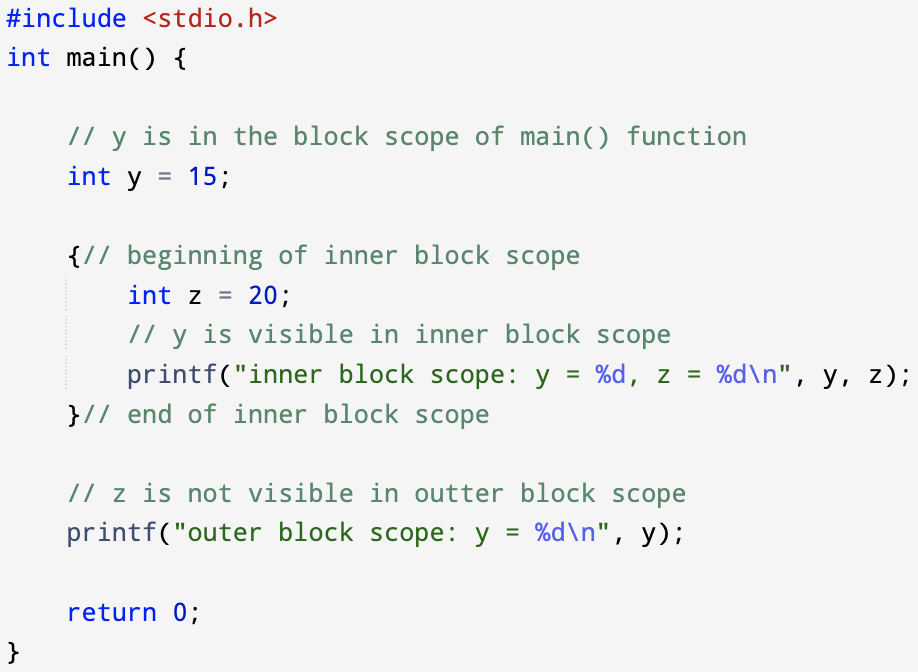 #include <stdio.h>
int main() {
// y is in the block scope of main() function
int y = 15;
{// beginning of inner block scope
int z = 20;
// y is visible in inner block scope
printf("inner block scope: y = %d, z = %d\n", y, z);
}// end of inner block scope
// z is not visible in outter block scope
printf("outer block scope: y = %d\n", y);
return 0;
}